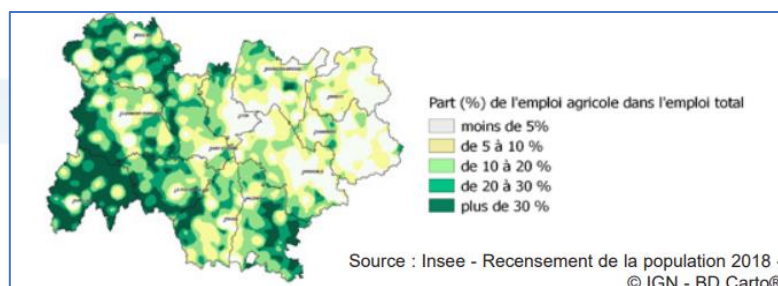 Part (%) de l'emploi agricole dans l'emploi total
moins de 5%
de 5 à 10 %
de 10 à 20 %
de 20 à 30 %
plus de 30 %
Source : Insee - Recensement de la population 2018 -
© IGN - BD Carto®